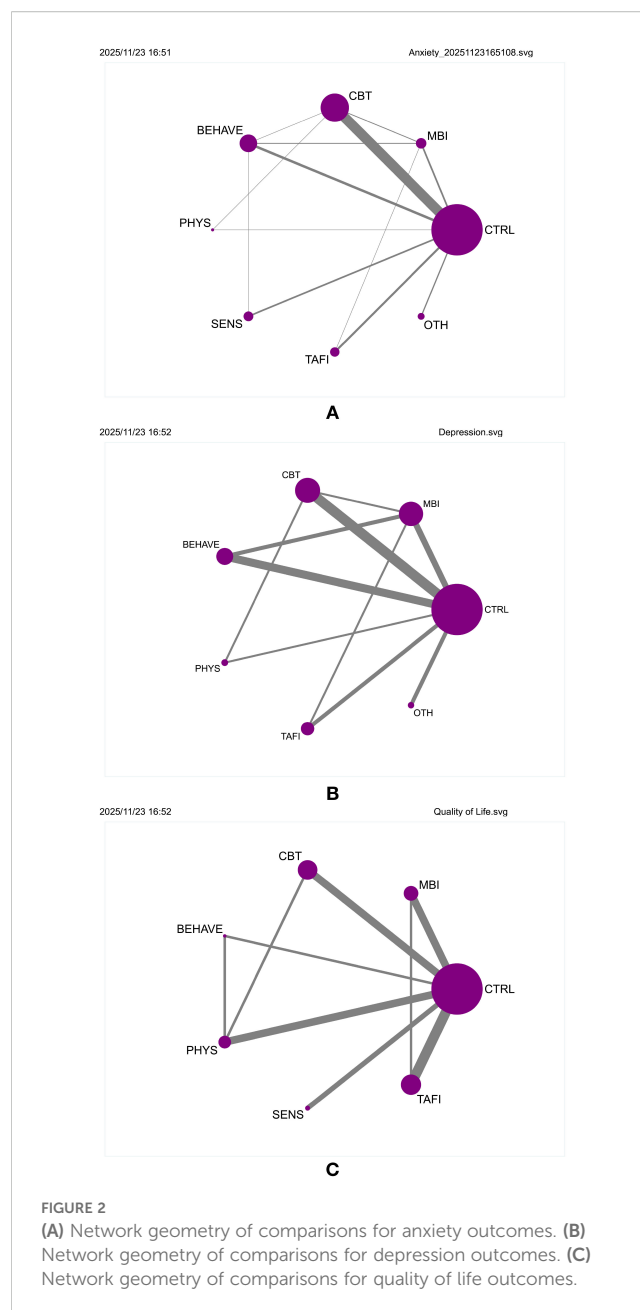 2025/11/23 16:51 Anxiety_20251123165108.svg
CBT
BEHAVE
MBI
PHYS
CTRL
SENS
OTH
TAFI
A
2025/11/23 16:52 Depression.svg
CBT
MBI
BEHAVE
CTRL
PHYS
OTH
TAFI
B
2025/11/23 16:52 Quality of Life.svg
CBT
MBI
BEHAVE
CTRL
PHYS
TAFI
SENS
C
FIGURE 2
(A) Network geometry of comparisons for anxiety outcomes. (B)
Network geometry of comparisons for depression outcomes. (C)
Network geometry of comparisons for quality of life outcomes.